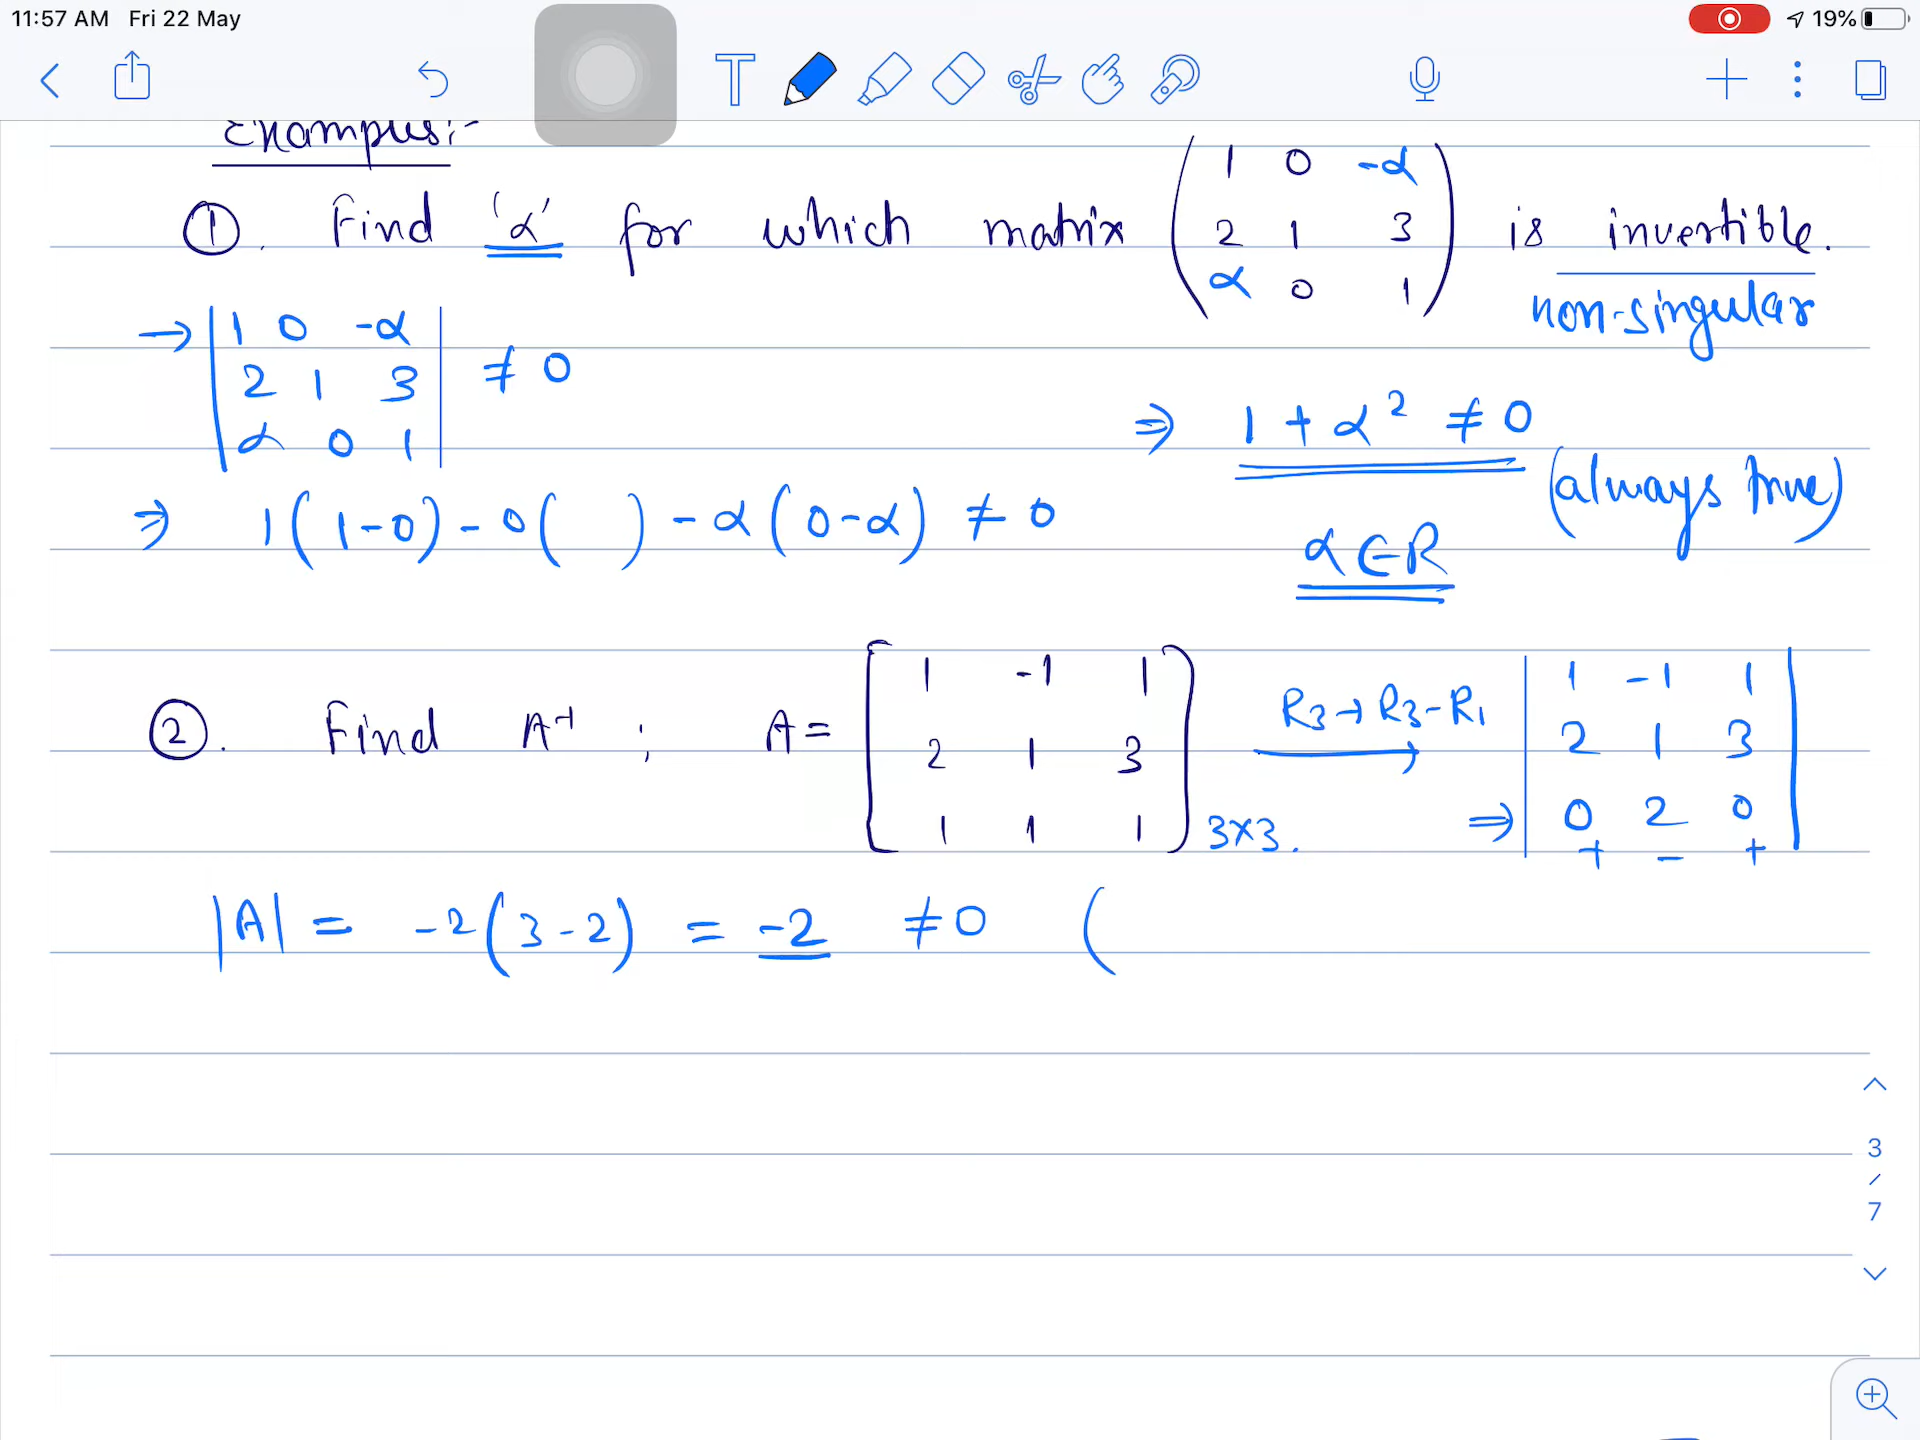 11:57 AM Fri 22 May 19%
Examples:-
①. Find 'α' for which matrix (1 0 -α
2 1 3
α 0 1) is invertible.
non-singular
→ |1 0 -α
2 1 3
α 0 1| ≠ 0
⇒ 1 + α² ≠ 0
(always true)
⇒ 1(1-0) - 0( ) - α(0-α) ≠ 0
α ∈ R
②. Find A⁻¹ ; A = [1 -1 1
2 1 3
1 1 1] 3×3.
R₃→R₃-R₁
⇒ |1 -1 1
2 1 3
0 2 0|
+ - +
|A| = -2(3-2) = -2 ≠ 0 (
3
/
7